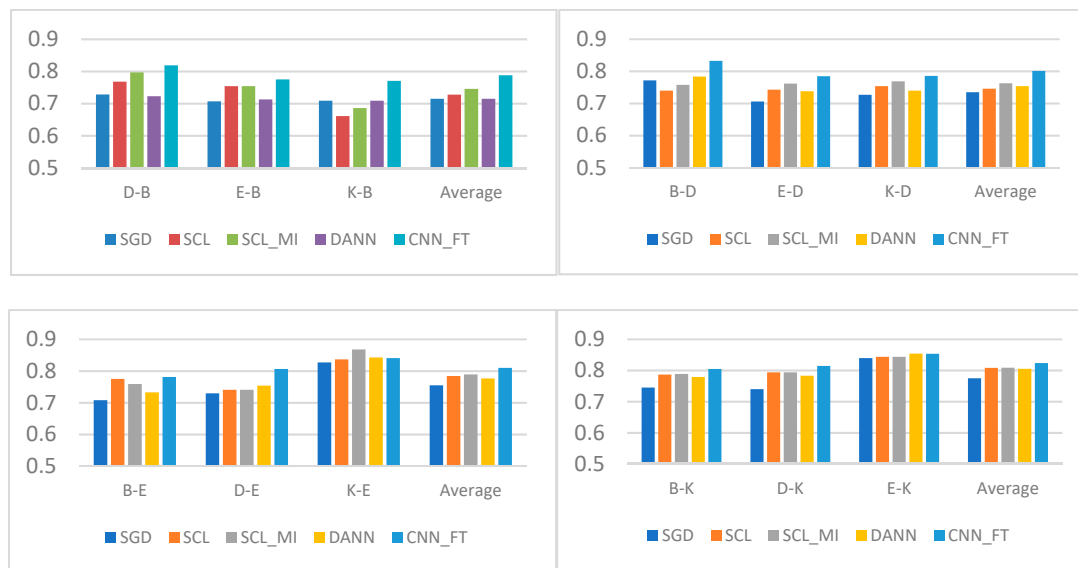 0.9
0.8
0.7
0.6
0.5
D-B E-B K-B Average
SGD SCL SCL_MI DANN CNN_FT
0.9
0.8
0.7
0.6
0.5
B-D E-D K-D Average
SGD SCL SCL_MI DANN CNN_FT
0.9
0.8
0.7
0.6
0.5
B-E D-E K-E Average
SGD SCL SCL_MI DANN CNN_FT
0.9
0.8
0.7
0.6
0.5
B-K D-K E-K Average
SGD SCL SCL_MI DANN CNN_FT